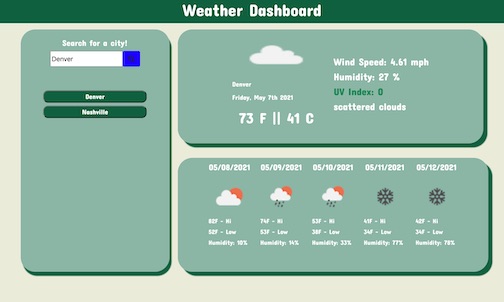 Weather Dashboard
Search for a city!
Denver
Denver
Nashville
Denver
Friday, May 7th 2021
73 F || 41 C
Wind Speed: 4.61 mph
Humidity: 27 %
UV Index: 0
scattered clouds
05/08/2021 05/09/2021 05/10/2021 05/11/2021 05/12/2021
82F - Hi 74F - Hi 53F - Hi 41F - Hi 42F - Hi
52F - Low 53F - Low 38F - Low 34F - Low 34F - Low
Humidity: 10% Humidity: 14% Humidity: 33% Humidity: 77% Humidity: 78%